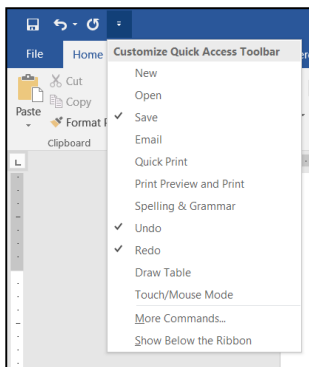 File
Home
Customize Quick Access Toolbar
New
Open
Save
Email
Quick Print
Print Preview and Print
Spelling & Grammar
Undo
Redo
Draw Table
Touch/Mouse Mode
More Commands...
Show Below the Ribbon
Cut
Copy
Paste
Format
Clipboard